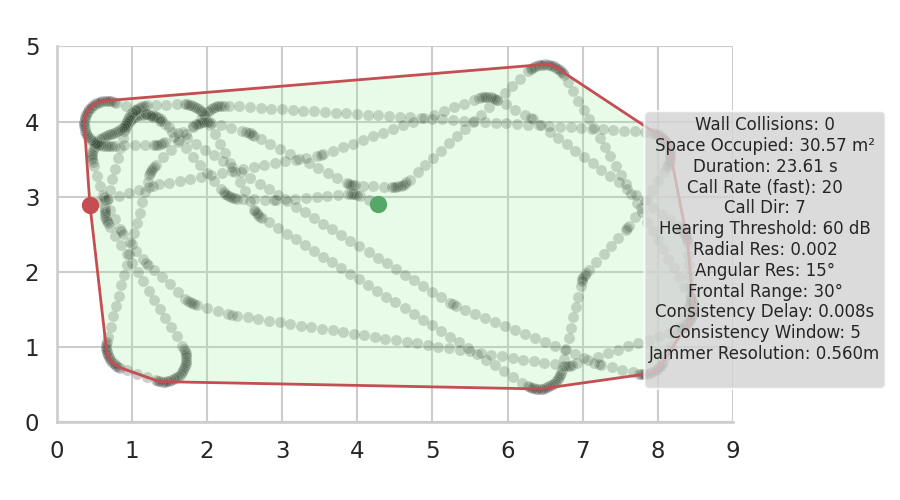 5
4
3
2
1
0
0 1 2 3 4 5 6 7 8 9
Wall Collisions: 0
Space Occupied: 30.57 m²
Duration: 23.61 s
Call Rate (fast): 20
Call Dir: 7
Hearing Threshold: 60 dB
Radial Res: 0.002
Angular Res: 15°
Frontal Range: 30°
Consistency Delay: 0.008s
Consistency Window: 5
Jammer Resolution: 0.560m